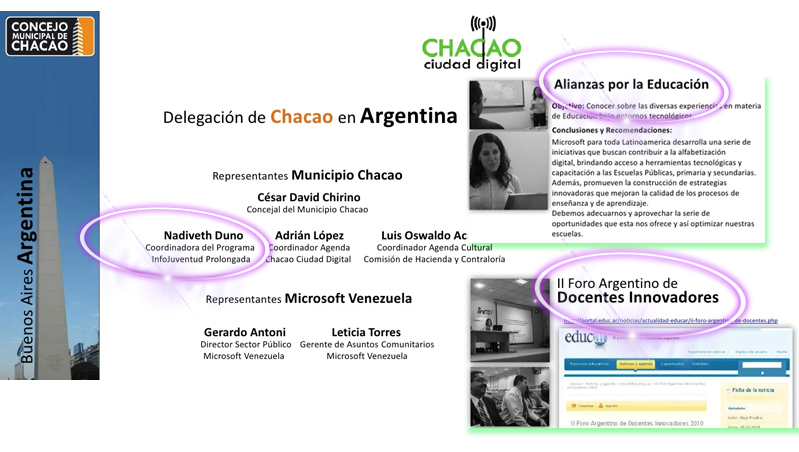 CONCEJO
MUNICIPAL DE
CHACAO
Buenos Aires Argentina
CHACAO
ciudad digital
Delegación de Chacao en Argentina
Representantes Municipio Chacao
César David Chirino
Concejal del Municipio Chacao
Nadiveth Duno
Coordinadora del Programa
InfoJuventud Prolongada
Adrián López
Coordinador Agenda
Chacao Ciudad Digital
Luis Oswaldo Ac
Coordinador Agenda Cultural
Comisión de Hacienda y Contraloría
Representantes Microsoft Venezuela
Gerardo Antoni
Director Sector Público
Microsoft Venezuela
Leticia Torres
Gerente de Asuntos Comunitarios
Microsoft Venezuela
Alianzas por la Educación
Objetivo: Conocer sobre las diversas experiencias en materia
de Educación bajo entornos tecnológicos
Conclusiones y Recomendaciones:
Microsoft para toda Latinoamerica desarrolla una serie de
iniciativas que buscan contribuir a la alfabetización
digital, brindando acceso a herramientas tecnológicas y
capacitación a las Escuelas Públicas, primaria y secundarias.
Además, promueven la construcción de estrategias
innovadoras que mejoran la calidad de los procesos de
enseñanza y de aprendizaje.
Debemos adecuarnos y aprovechar la serie de
oportunidades que esta nos ofrece y así optimizar nuestras
escuelas.
II Foro Argentino de
Docentes Innovadores
http://portal.educ.ar/noticias/actualidad-educar/ii-foro-argentino-de-docentes.php
educar
Noticias y agenda
Ficha de la noticia
II Foro Argentino de Docentes Innovadores 2010